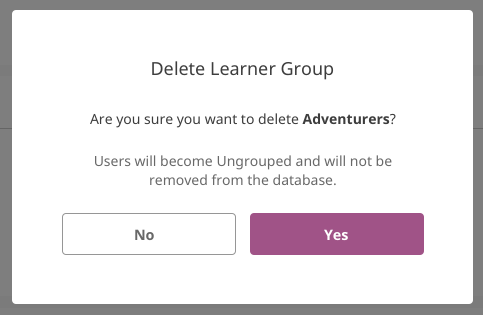 Delete Learner Group
Are you sure you want to delete Adventurers?
Users will become Ungrouped and will not be
removed from the database.
No
Yes